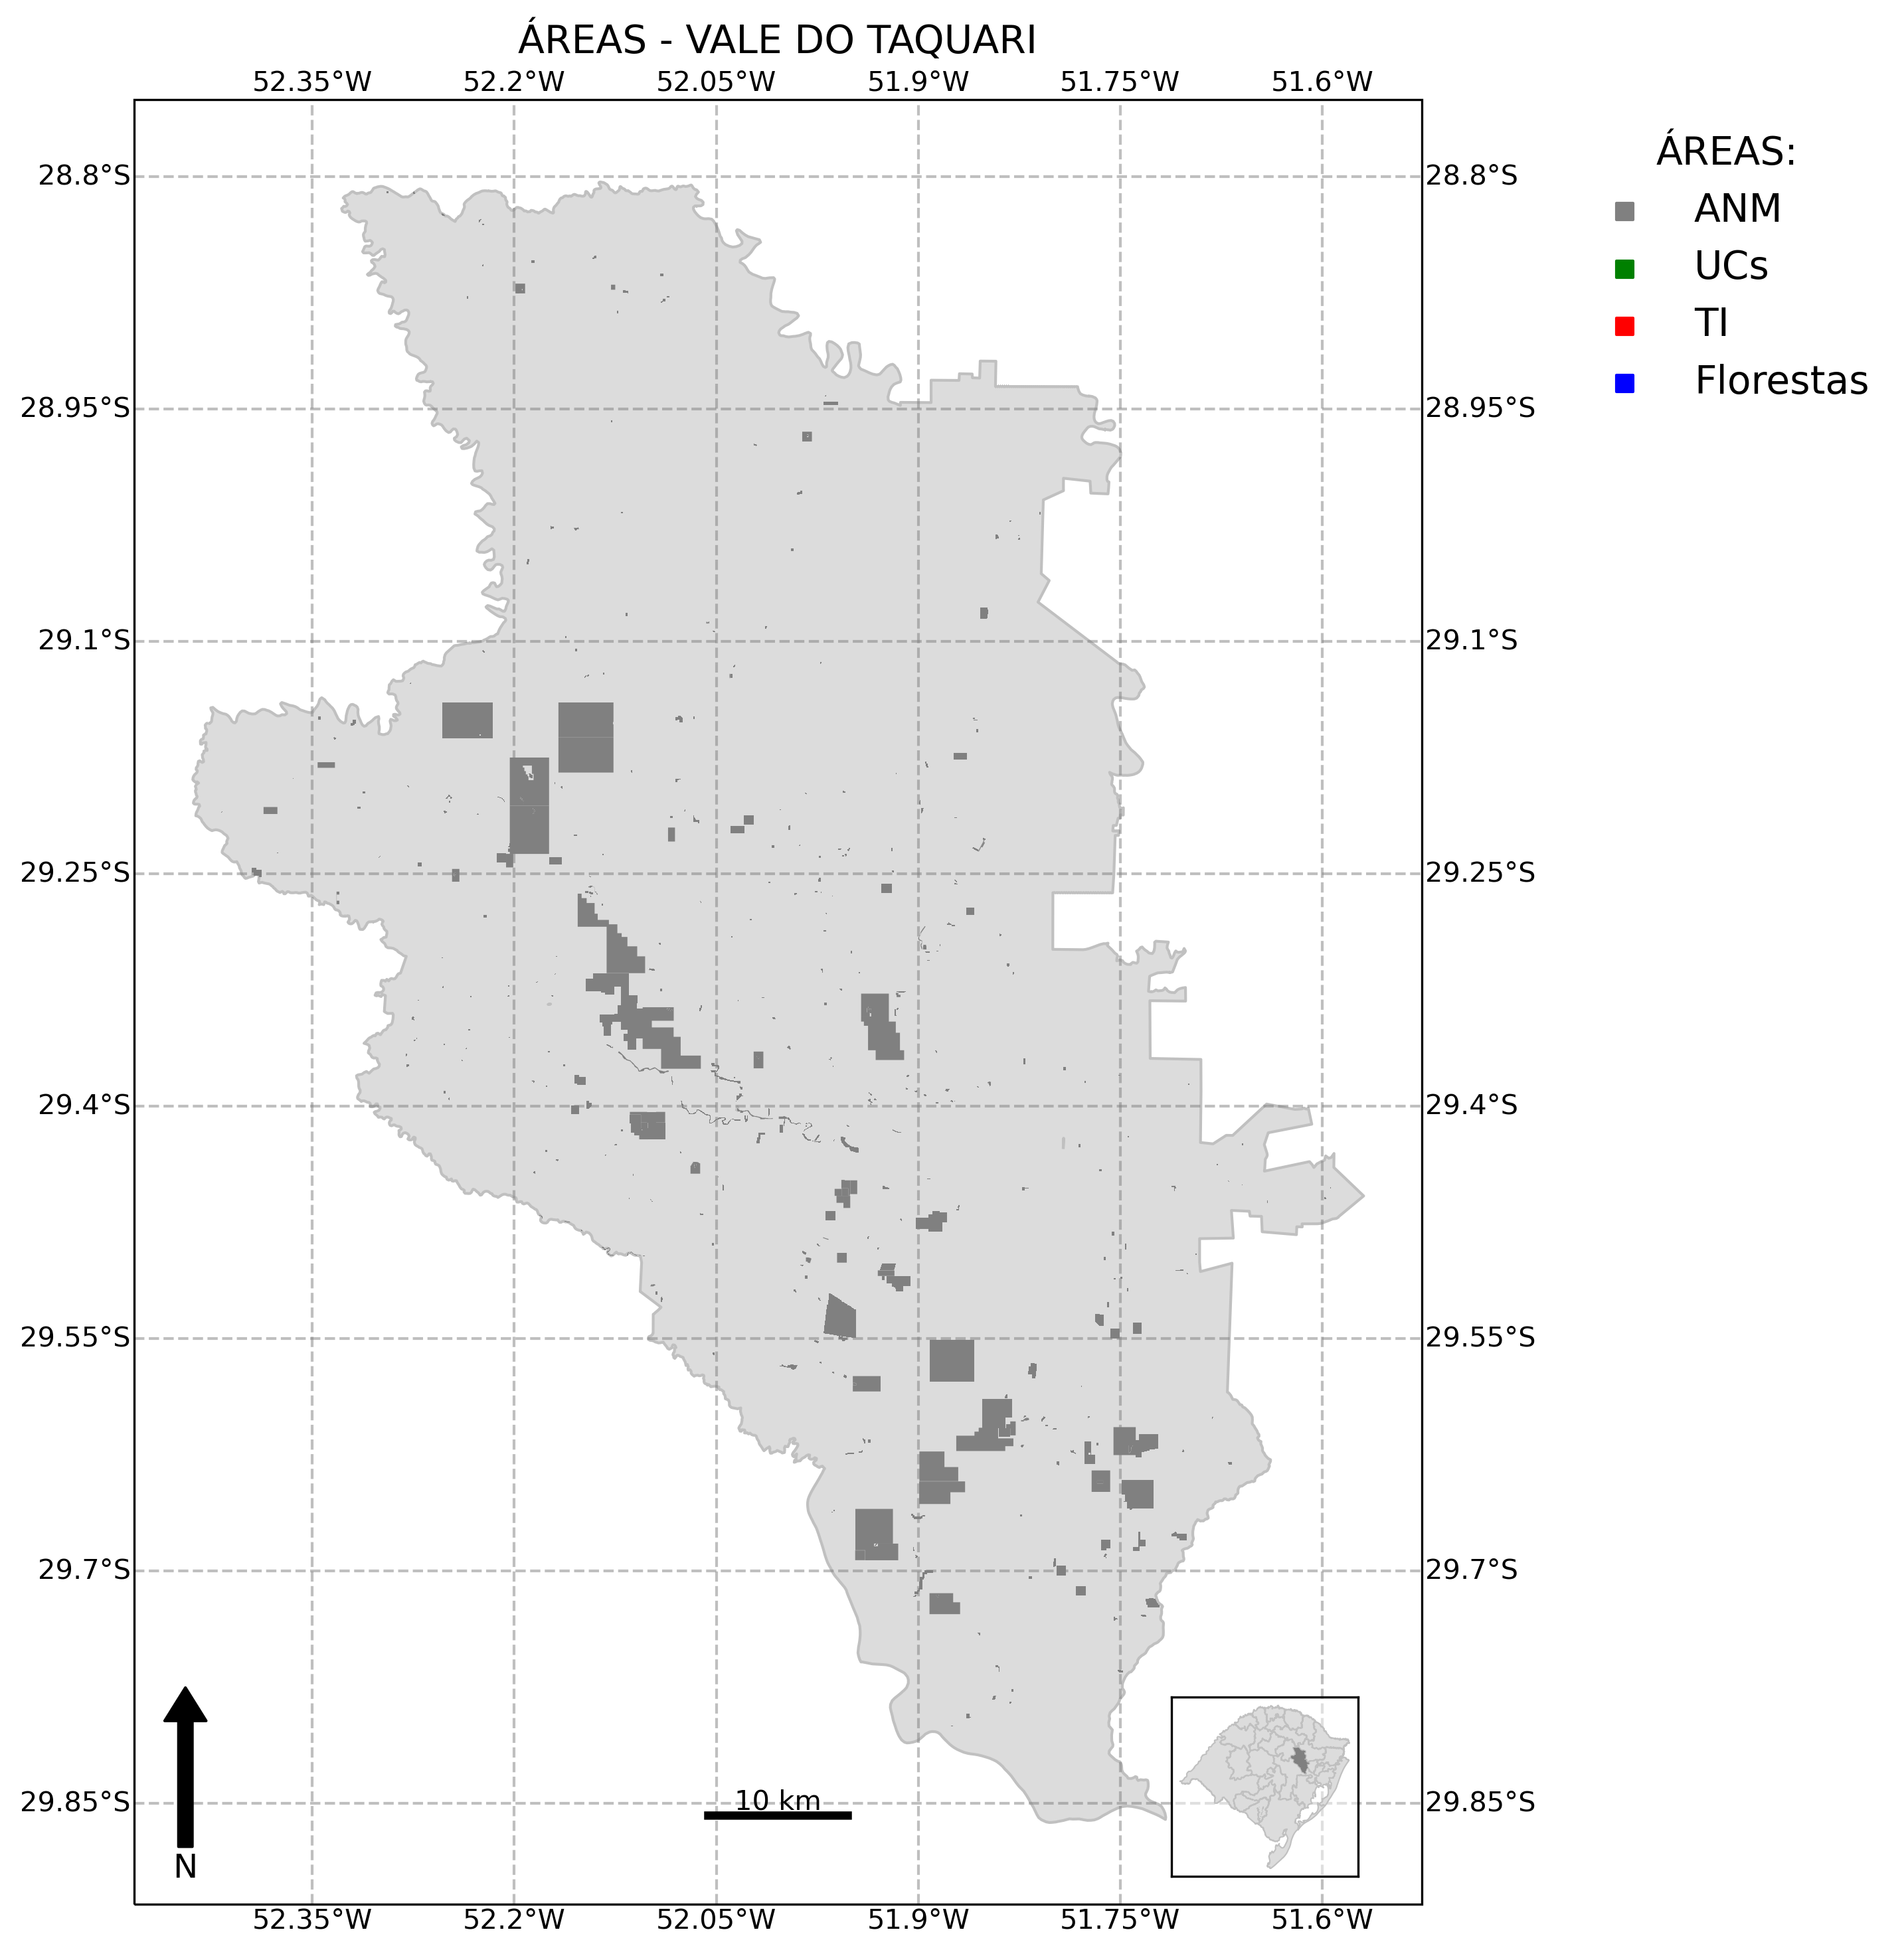 ÁREAS - VALE DO TAQUARI
52.35°W 52.2°W 52.05°W 51.9°W 51.75°W 51.6°W
ÁREAS:
ANM
UCs
TI
Florestas
28.8°S 28.8°S
28.95°S 28.95°S
29.1°S 29.1°S
29.25°S 29.25°S
29.4°S 29.4°S
29.55°S 29.55°S
29.7°S 29.7°S
29.85°S 29.85°S
10 km
N
52.35°W 52.2°W 52.05°W 51.9°W 51.75°W 51.6°W